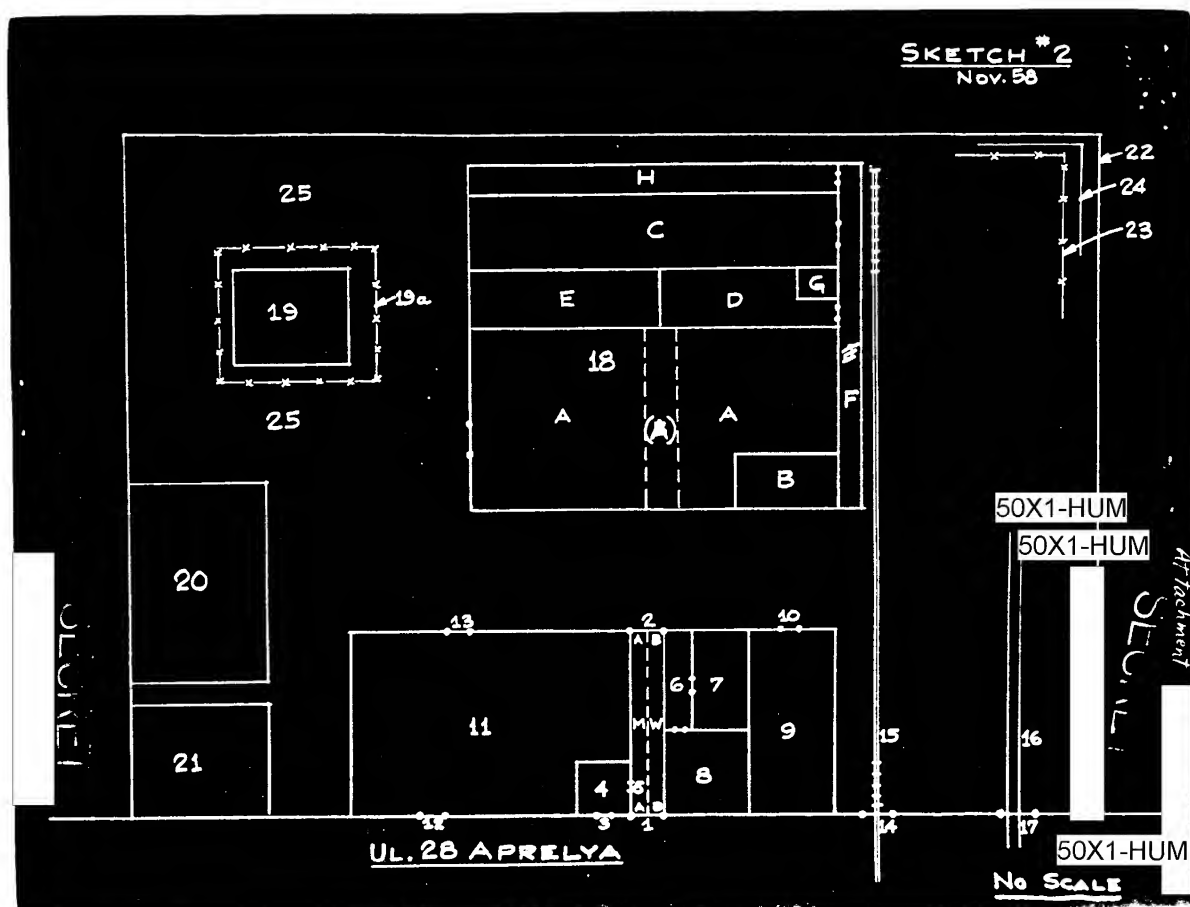 SKETCH #2
Nov. 58
22
24
23
25
19
19a
25
H
C
E
D
G
18
F
A
(A)
A
B
50X1-HUM
50X1-HUM
Attachment
20
21
13
2
10
A
B
6
7
11
M
W
9
15
16
4
5
8
12
3
A
B
1
14
17
UL. 28 APRELYA
50X1-HUM
NO SCALE